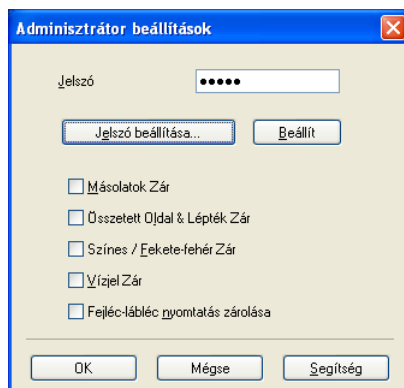 Adminisztrátor beállítások
Jelszó
Jelszó beállítása...
Beállít
Másolatok Zár
Összetett Oldal & Lépték Zár
Színes / Fekete-fehér Zár
Vízjel Zár
Fejléc-lábléc nyomtatás zárolása
OK
Mégse
Segítség